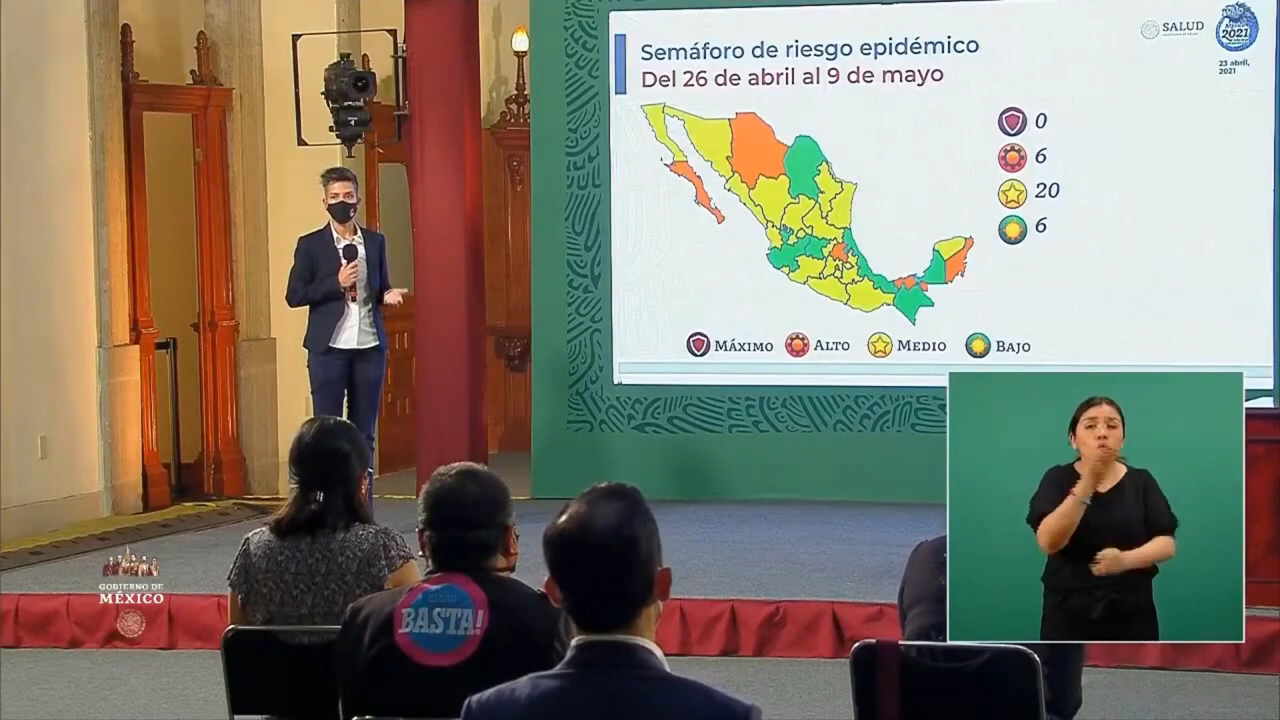 Semáforo de riesgo epidémico
Del 26 de abril al 9 de mayo
SALUD
2021
23 abril,
2021
0
6
20
6
MÁXIMO
ALTO
MEDIO
BAJO
BASTA!
GOBIERNO DE
MÉXICO